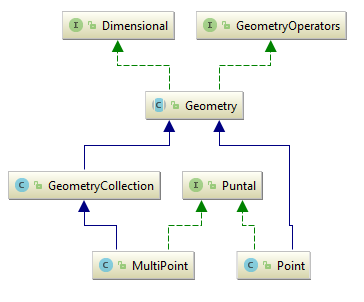 I Dimensional
I GeometryOperators
C Geometry
C GeometryCollection
I Puntal
C MultiPoint
C Point